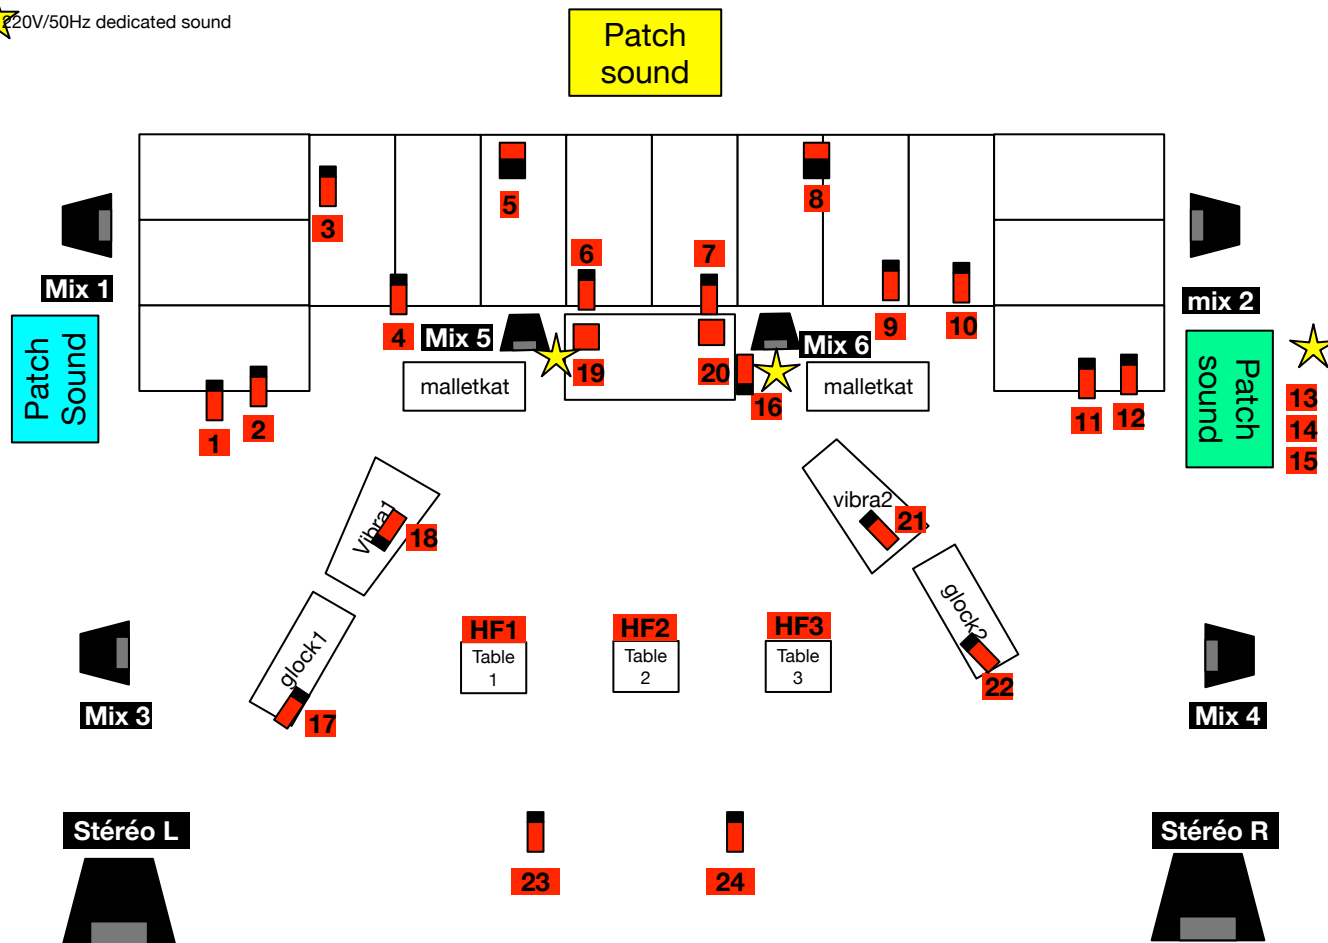 220V/50Hz dedicated sound
Patch
sound
5
8
3
6
7
Mix 1
mix 2
4
Mix 5
9
10
Mix 6
19
20
malletkat
malletkat
16
Patch
Sound
Patch
sound
13
14
15
1
2
11
12
Vibra1
18
vibra2
21
glock1
17
HF1
Table
1
HF2
Table
2
HF3
Table
3
glock2
22
Mix 3
Mix 4
Stéréo L
Stéréo R
23
24